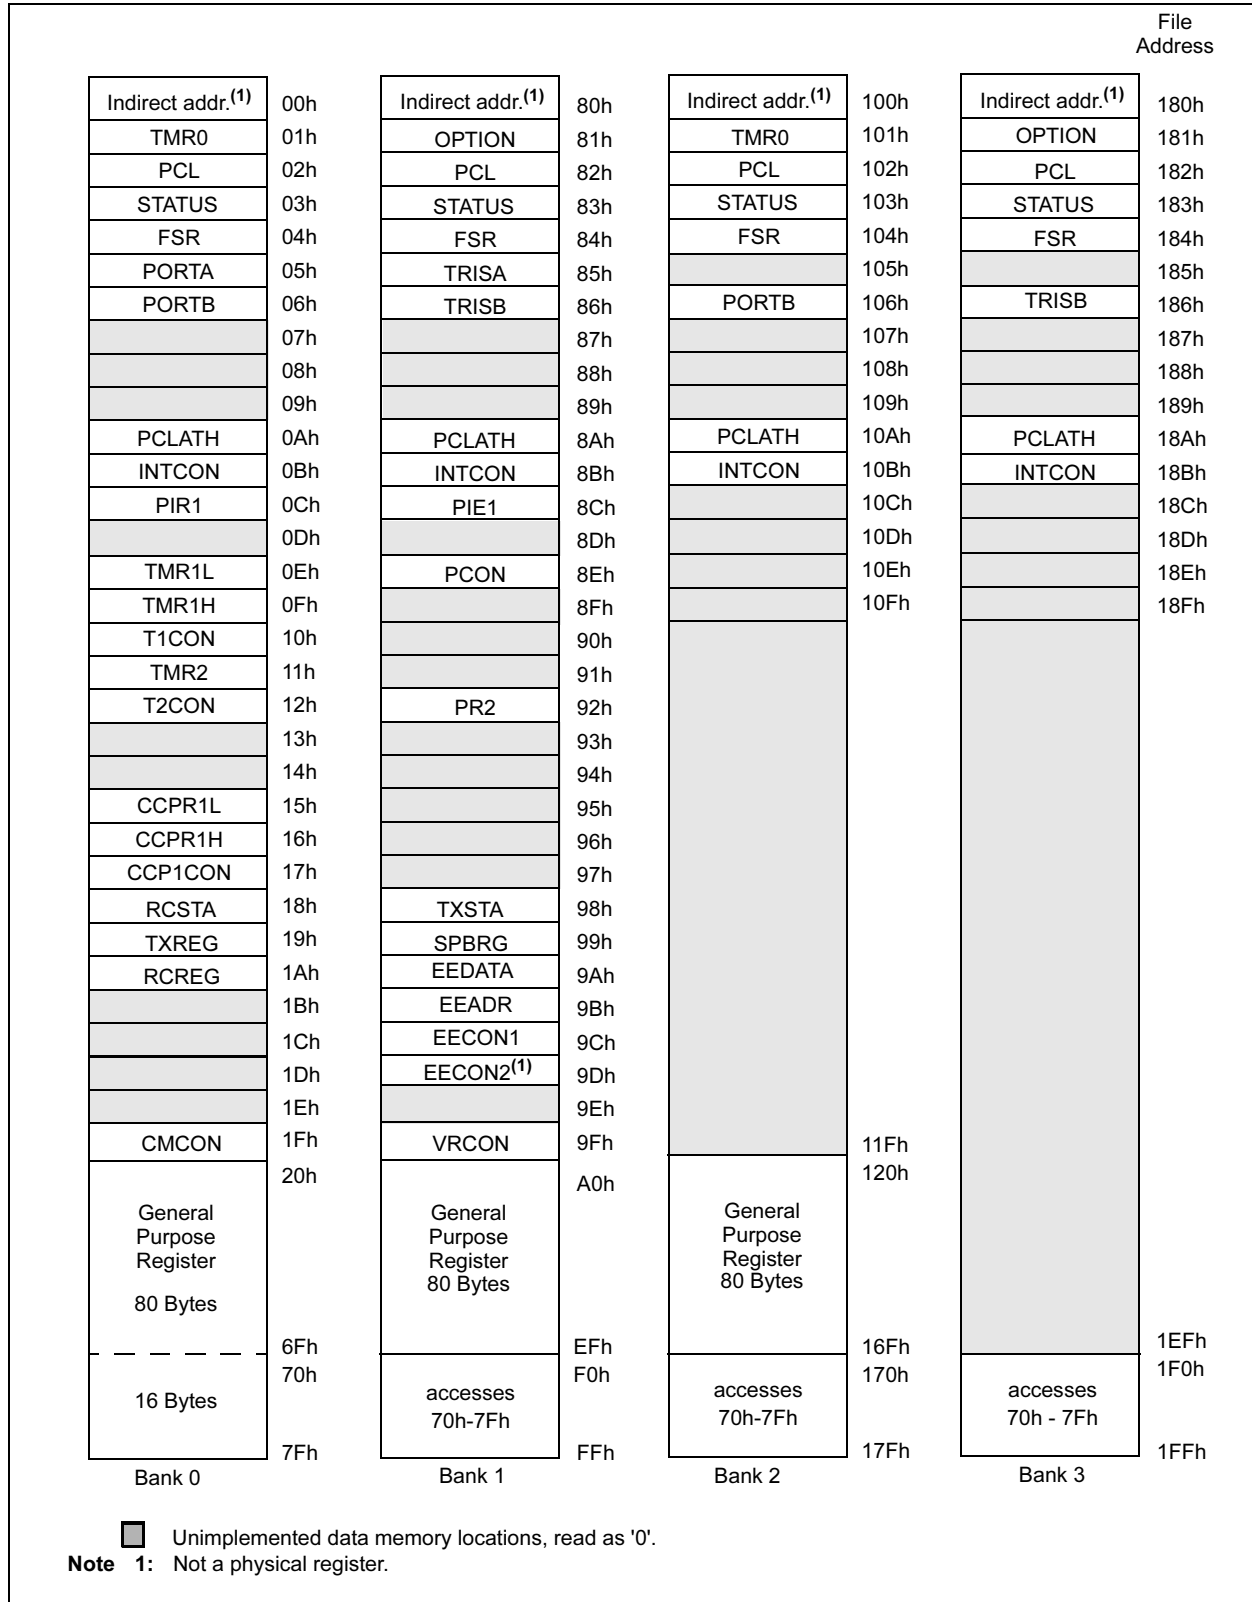 File
Address
Indirect addr.(1) 00h Indirect addr.(1) 80h Indirect addr.(1) 100h Indirect addr.(1) 180h
TMR0 01h OPTION 81h TMR0 101h OPTION 181h
PCL 02h PCL 82h PCL 102h PCL 182h
STATUS 03h STATUS 83h STATUS 103h STATUS 183h
FSR 04h FSR 84h FSR 104h FSR 184h
PORTA 05h TRISA 85h 105h 185h
PORTB 06h TRISB 86h PORTB 106h TRISB 186h
07h 87h 107h 187h
08h 88h 108h 188h
09h 89h 109h 189h
PCLATH 0Ah PCLATH 8Ah PCLATH 10Ah PCLATH 18Ah
INTCON 0Bh INTCON 8Bh INTCON 10Bh INTCON 18Bh
PIR1 0Ch PIE1 8Ch 10Ch 18Ch
0Dh 8Dh 10Dh 18Dh
TMR1L 0Eh PCON 8Eh 10Eh 18Eh
TMR1H 0Fh 8Fh 10Fh 18Fh
T1CON 10h 90h
TMR2 11h 91h
T2CON 12h PR2 92h
13h 93h
14h 94h
CCPR1L 15h 95h
CCPR1H 16h 96h
CCP1CON 17h 97h
RCSTA 18h TXSTA 98h
TXREG 19h SPBRG 99h
RCREG 1Ah EEDATA 9Ah
1Bh EEADR 9Bh
1Ch EECON1 9Ch
1Dh EECON2(1) 9Dh
1Eh 9Eh
CMCON 1Fh VRCON 9Fh 11Fh
20h A0h 120h
General General General
Purpose Purpose Purpose
Register Register Register
80 Bytes 80 Bytes 80 Bytes
6Fh EFh 16Fh 1EFh
70h F0h 170h 1F0h
16 Bytes accesses accesses accesses
70h-7Fh 70h-7Fh 70h - 7Fh
7Fh FFh 17Fh 1FFh
Bank 0 Bank 1 Bank 2 Bank 3
Unimplemented data memory locations, read as '0'.
Note 1: Not a physical register.